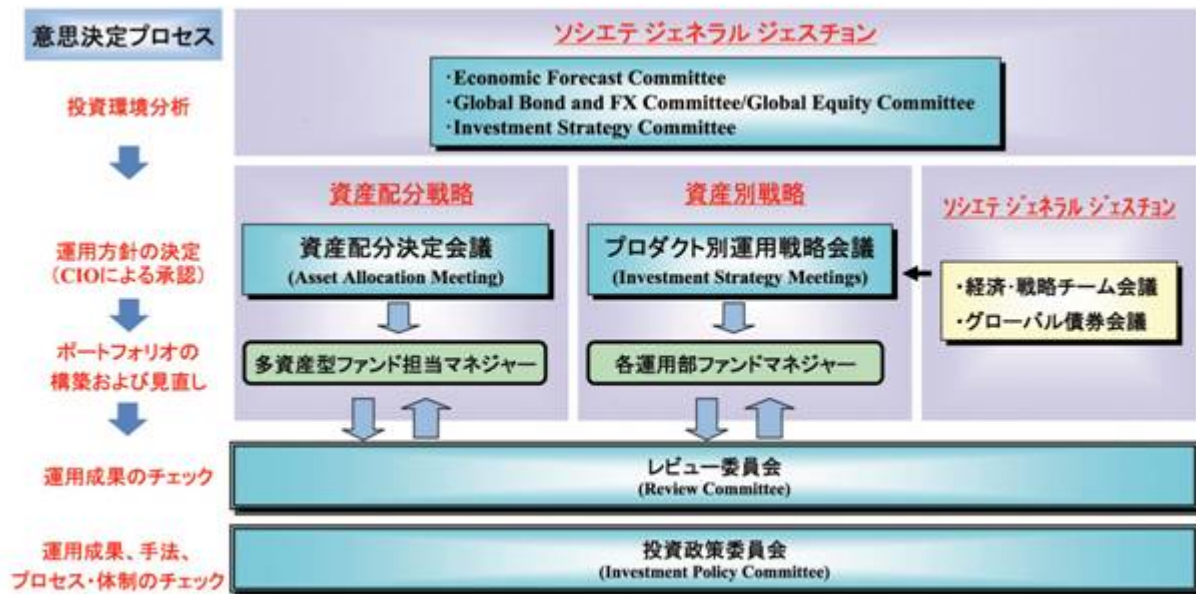 意思決定プロセス
ソシエテ ジェネラル ジェスチョン
・Economic Forecast Committee
・Global Bond and FX Committee/Global Equity Committee
・Investment Strategy Committee
投資環境分析
資産配分戦略
資産別戦略
ソシエテ ジェネラル ジェスチョン
運用方針の決定
（CIOによる承認）
資産配分決定会議
(Asset Allocation Meeting)
プロダクト別運用戦略会議
(Investment Strategy Meetings)
・経済・戦略チーム会議
・グローバル債券会議
ポートフォリオの
構築および見直し
多資産型ファンド担当マネジャー
各運用部ファンドマネジャー
運用成果のチェック
レビュー委員会
(Review Committee)
運用成果、手法、
プロセス・体制のチェック
投資政策委員会
(Investment Policy Committee)